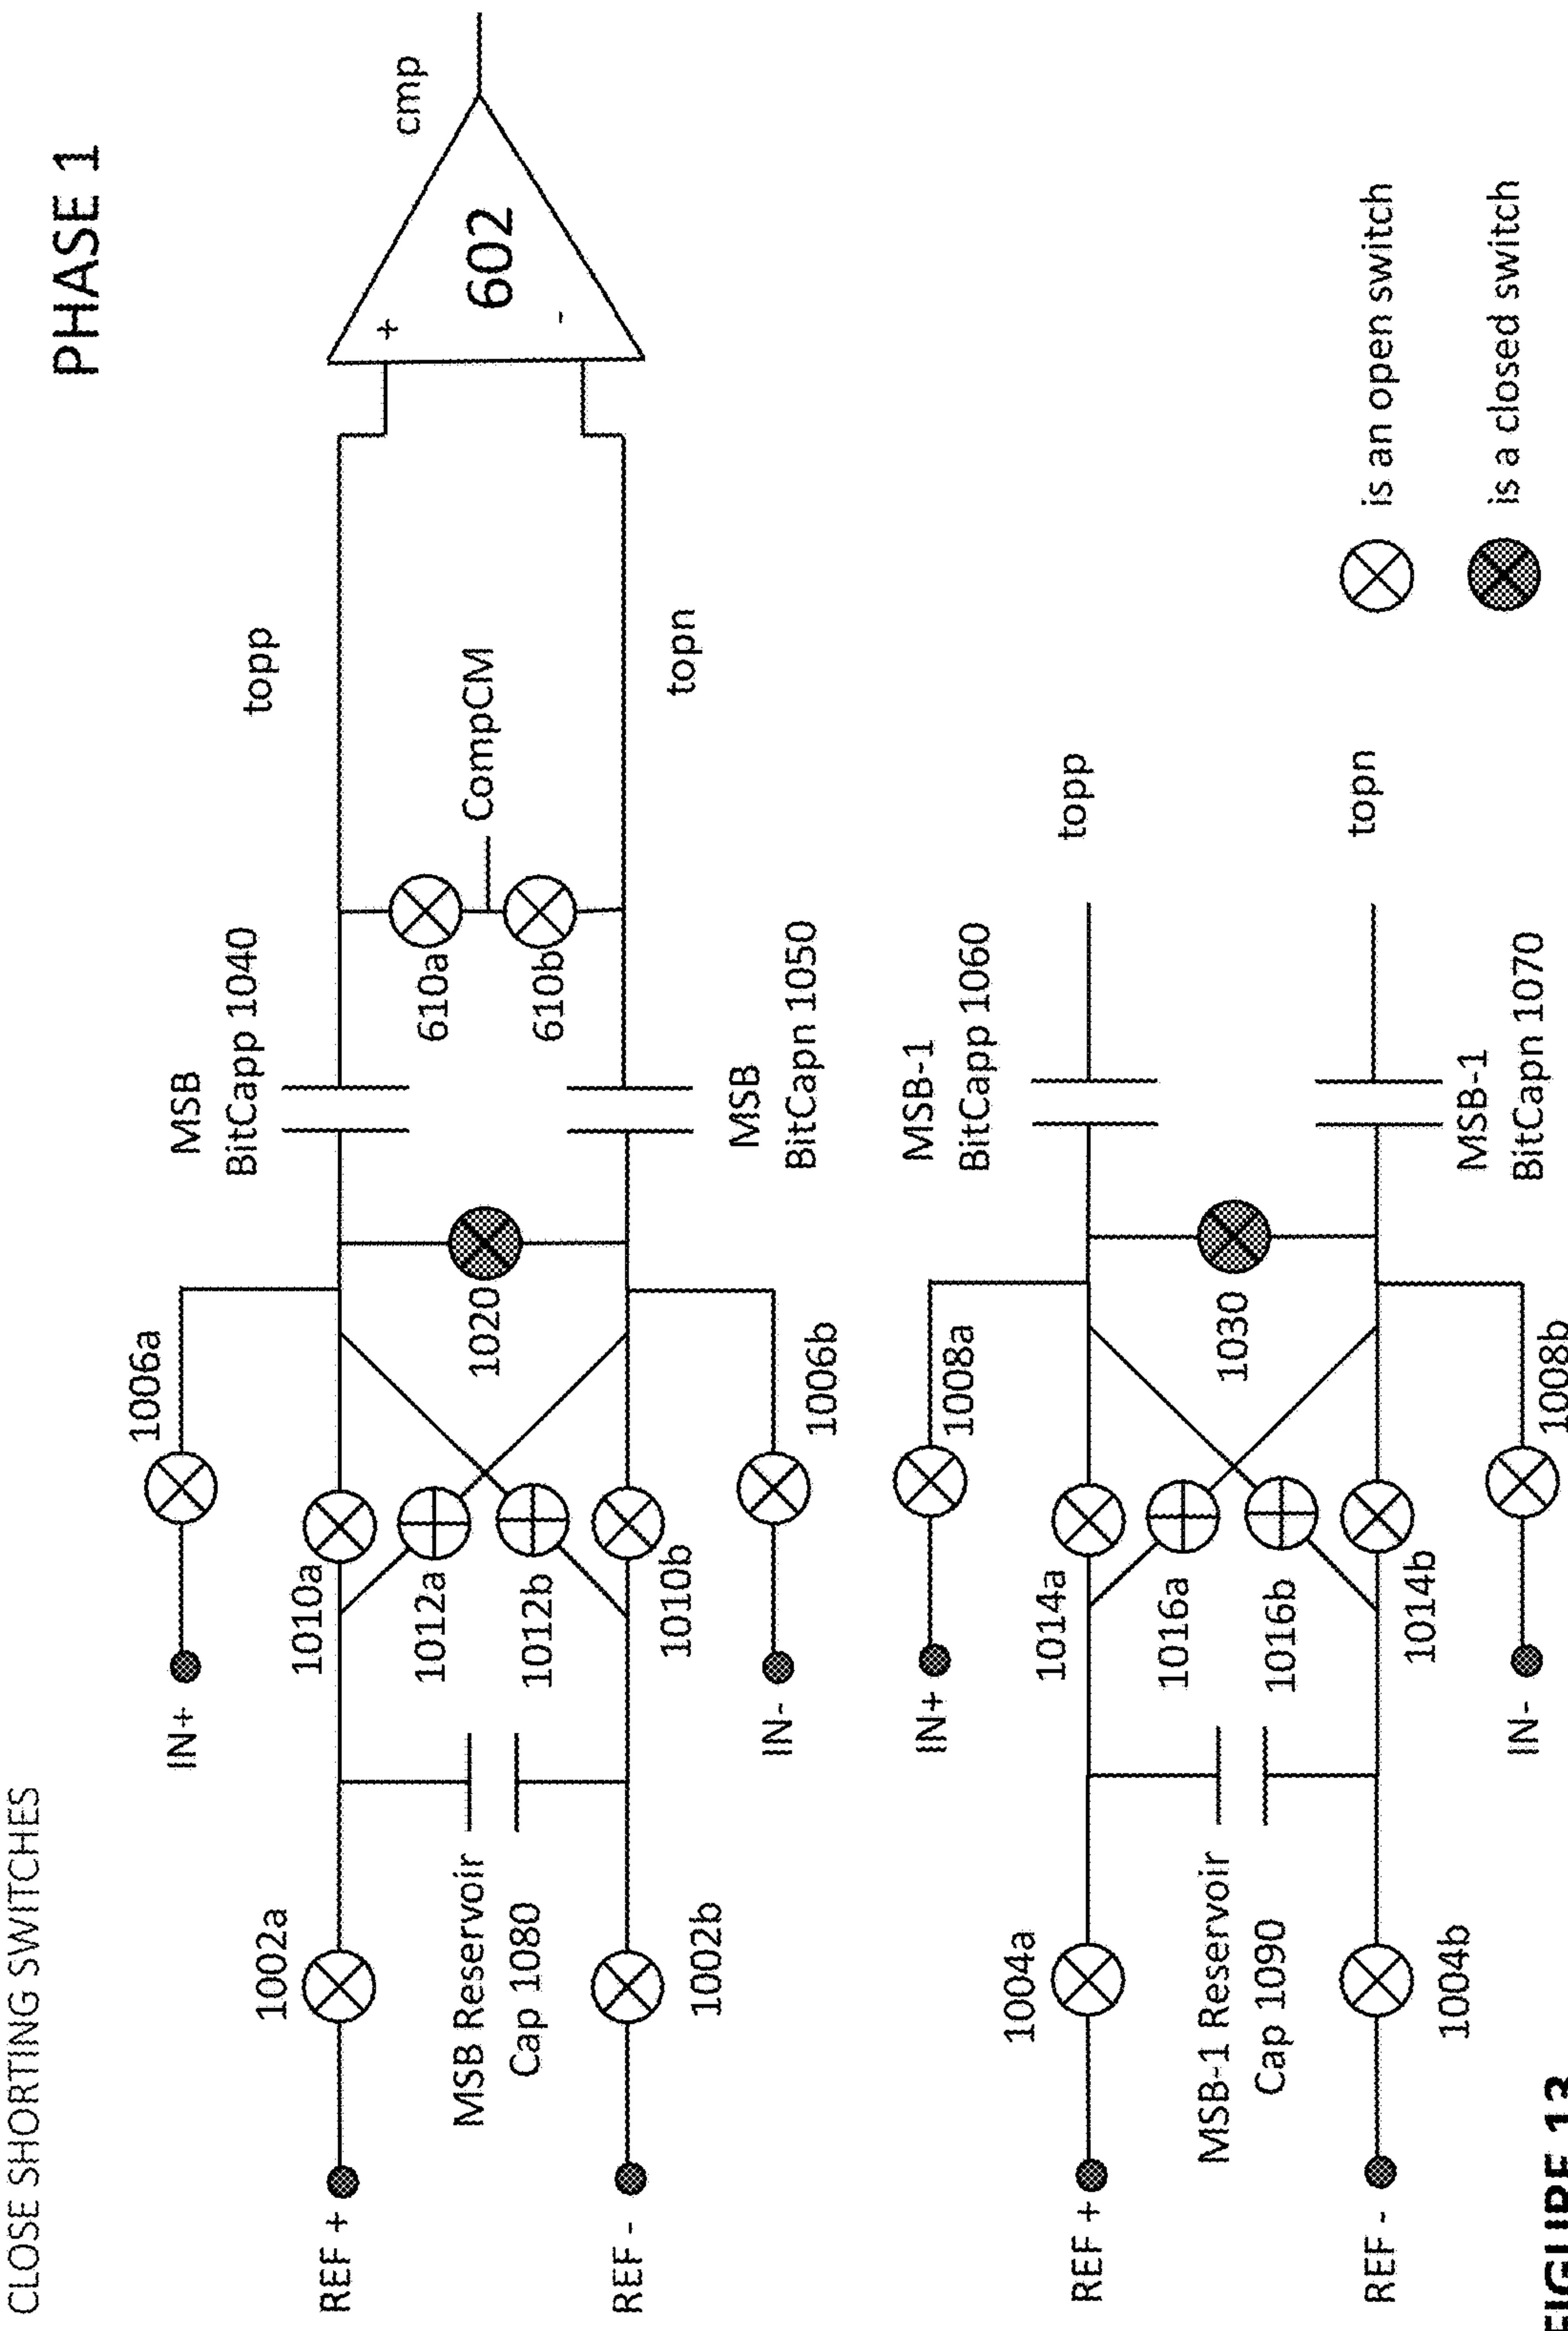 CLOSE SHORTING SWITCHES
PHASE 1
IN+
1006a
MSB
BitCapp 1040
topp
cmp
REF +
1002a
1010a
610a
+
MSB Reservoir
Cap 1080
1012a
1020
CompCM
602
1012b
610b
-
REF -
1002b
1010b
topn
IN-
1006b
MSB
BitCapn 1050
IN+
1008a
MSB-1
BitCapp 1060
REF +
1004a
1014a
topp
MSB-1 Reservoir
Cap 1090
1016a
1030
1016b
REF -
1004b
1014b
topn
IN-
1008b
MSB-1
BitCapn 1070
is an open switch
is a closed switch
FIGURE 13